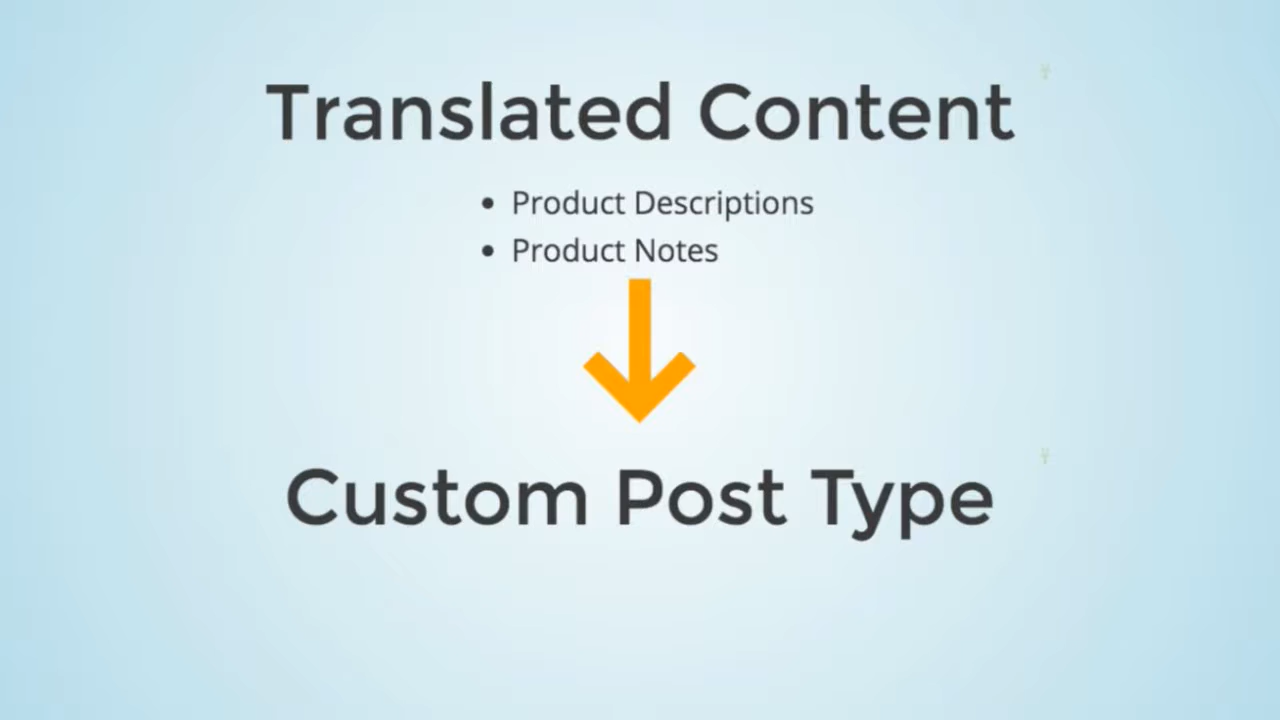 Translated Content
• Product Descriptions
• Product Notes
Custom Post Type